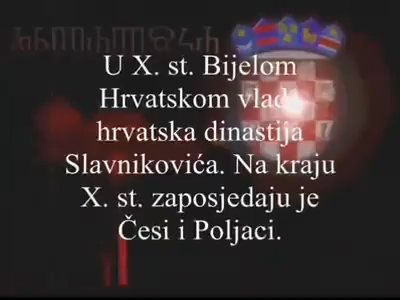 U X. st. Bijelom
Hrvatskom vlada
hrvatska dinastija
Slavnikovića. Na kraju
X. st. zaposjedaju je
Česi i Poljaci.